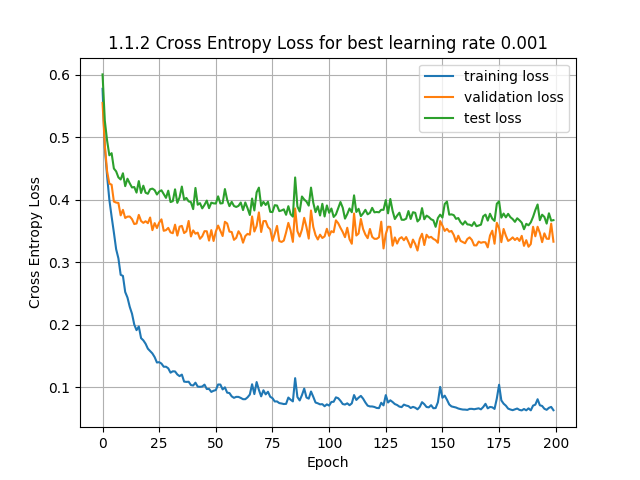 1.1.2 Cross Entropy Loss for best learning rate 0.001
training loss
validation loss
test loss
Cross Entropy Loss
0.6
0.5
0.4
0.3
0.2
0.1
0 25 50 75 100 125 150 175 200
Epoch